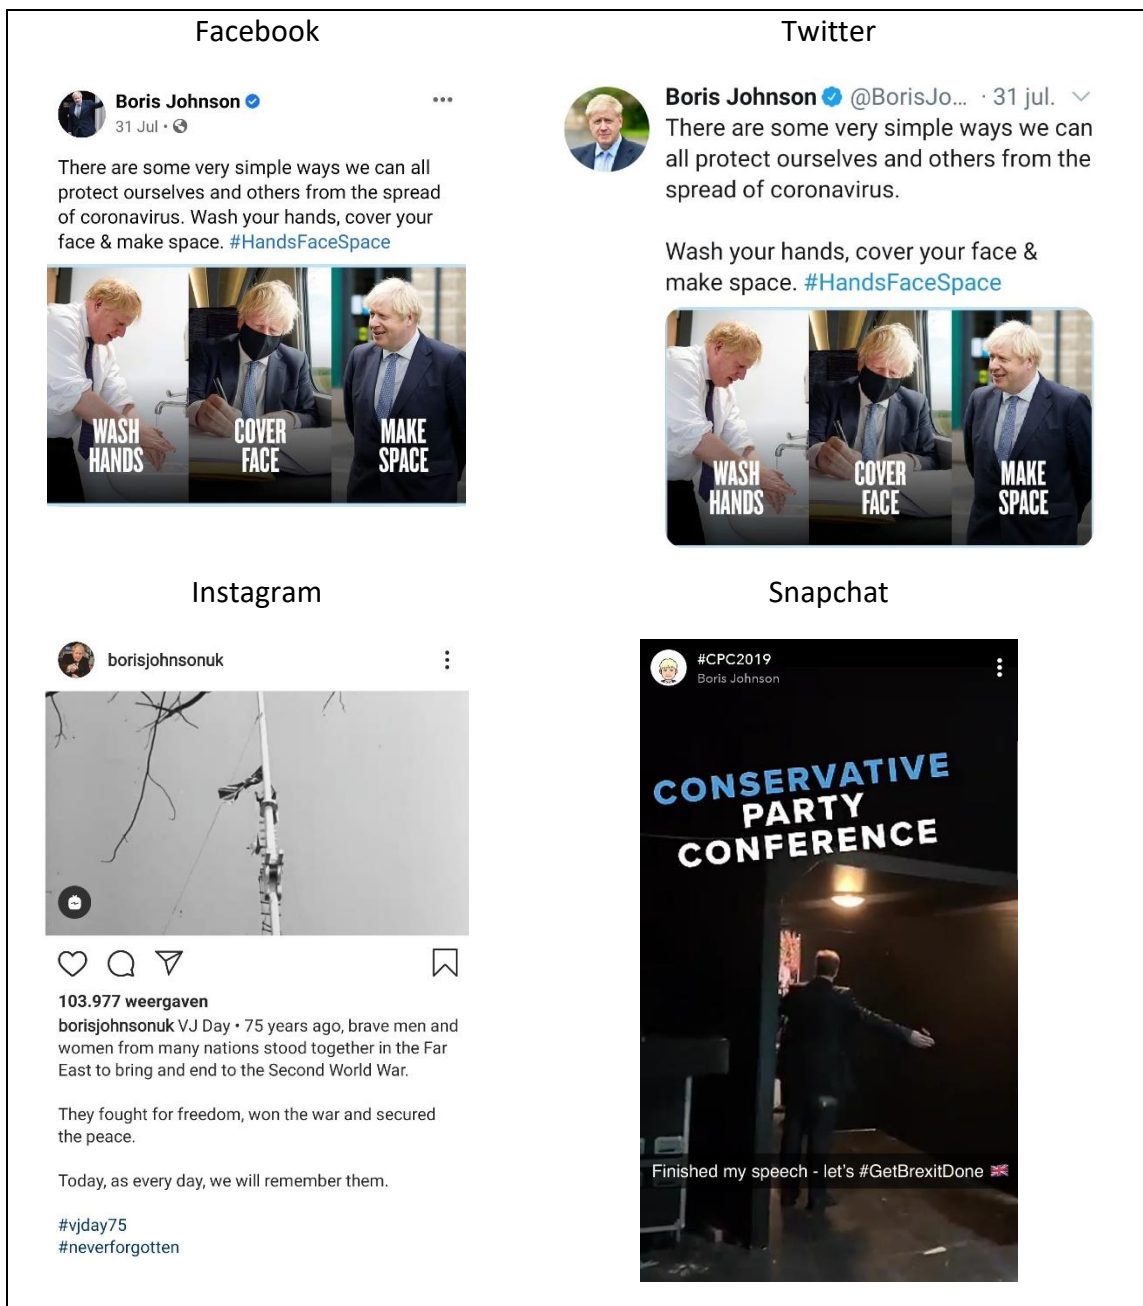 Facebook
Boris Johnson
31 Jul •
There are some very simple ways we can all
protect ourselves and others from the spread
of coronavirus. Wash your hands, cover your
face & make space. #HandsFaceSpace
WASH
HANDS
COVER
FACE
MAKE
SPACE
Twitter
Boris Johnson @BorisJo... · 31 jul.
There are some very simple ways we can
all protect ourselves and others from the
spread of coronavirus.
Wash your hands, cover your face &
make space. #HandsFaceSpace
WASH
HANDS
COVER
FACE
MAKE
SPACE
Instagram
borisjohnsonuk
103.977 weergaven
borisjohnsonuk VJ Day • 75 years ago, brave men and
women from many nations stood together in the Far
East to bring and end to the Second World War.
They fought for freedom, won the war and secured
the peace.
Today, as every day, we will remember them.
#vjday75
#neverforgotten
Snapchat
#CPC2019
Boris Johnson
CONSERVATIVE
PARTY
CONFERENCE
Finished my speech - let's #GetBrexitDone 🇬🇧